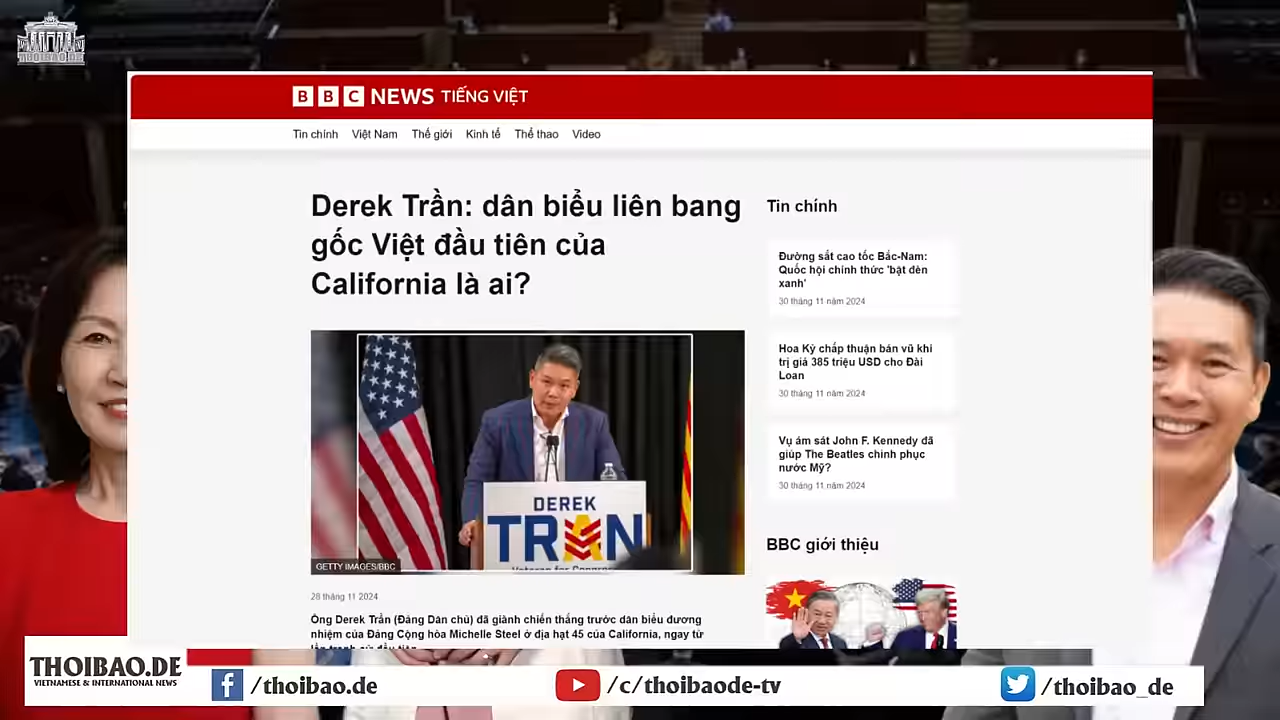 THOIBAO.DE
BBC NEWS TIẾNG VIỆT
Tin chính Việt Nam Thế giới Kinh tế Thể thao Video
Derek Trần: dân biểu liên bang
gốc Việt đầu tiên của
California là ai?
DEREK
TRAN
GETTY IMAGES/BBC
28 tháng 11 2024
Ông Derek Trần (Đảng Dân chủ) đã giành chiến thắng trước dân biểu đương
nhiệm của Đảng Cộng hòa Michelle Steel ở địa hạt 45 của California, ngay từ
Tin chính
Đường sắt cao tốc Bắc-Nam:
Quốc hội chính thức 'bật đèn
xanh'
30 tháng 11 năm 2024
Hoa Kỳ chấp thuận bán vũ khí
trị giá 385 triệu USD cho Đài
Loan
30 tháng 11 năm 2024
Vụ ám sát John F. Kennedy đã
giúp The Beatles chinh phục
nước Mỹ?
30 tháng 11 năm 2024
BBC giới thiệu
THOIBAO.DE
VIETNAMESE & INTERNATIONAL NEWS
/thoibao.de
/c/thoibaode-tv
/thoibao_de